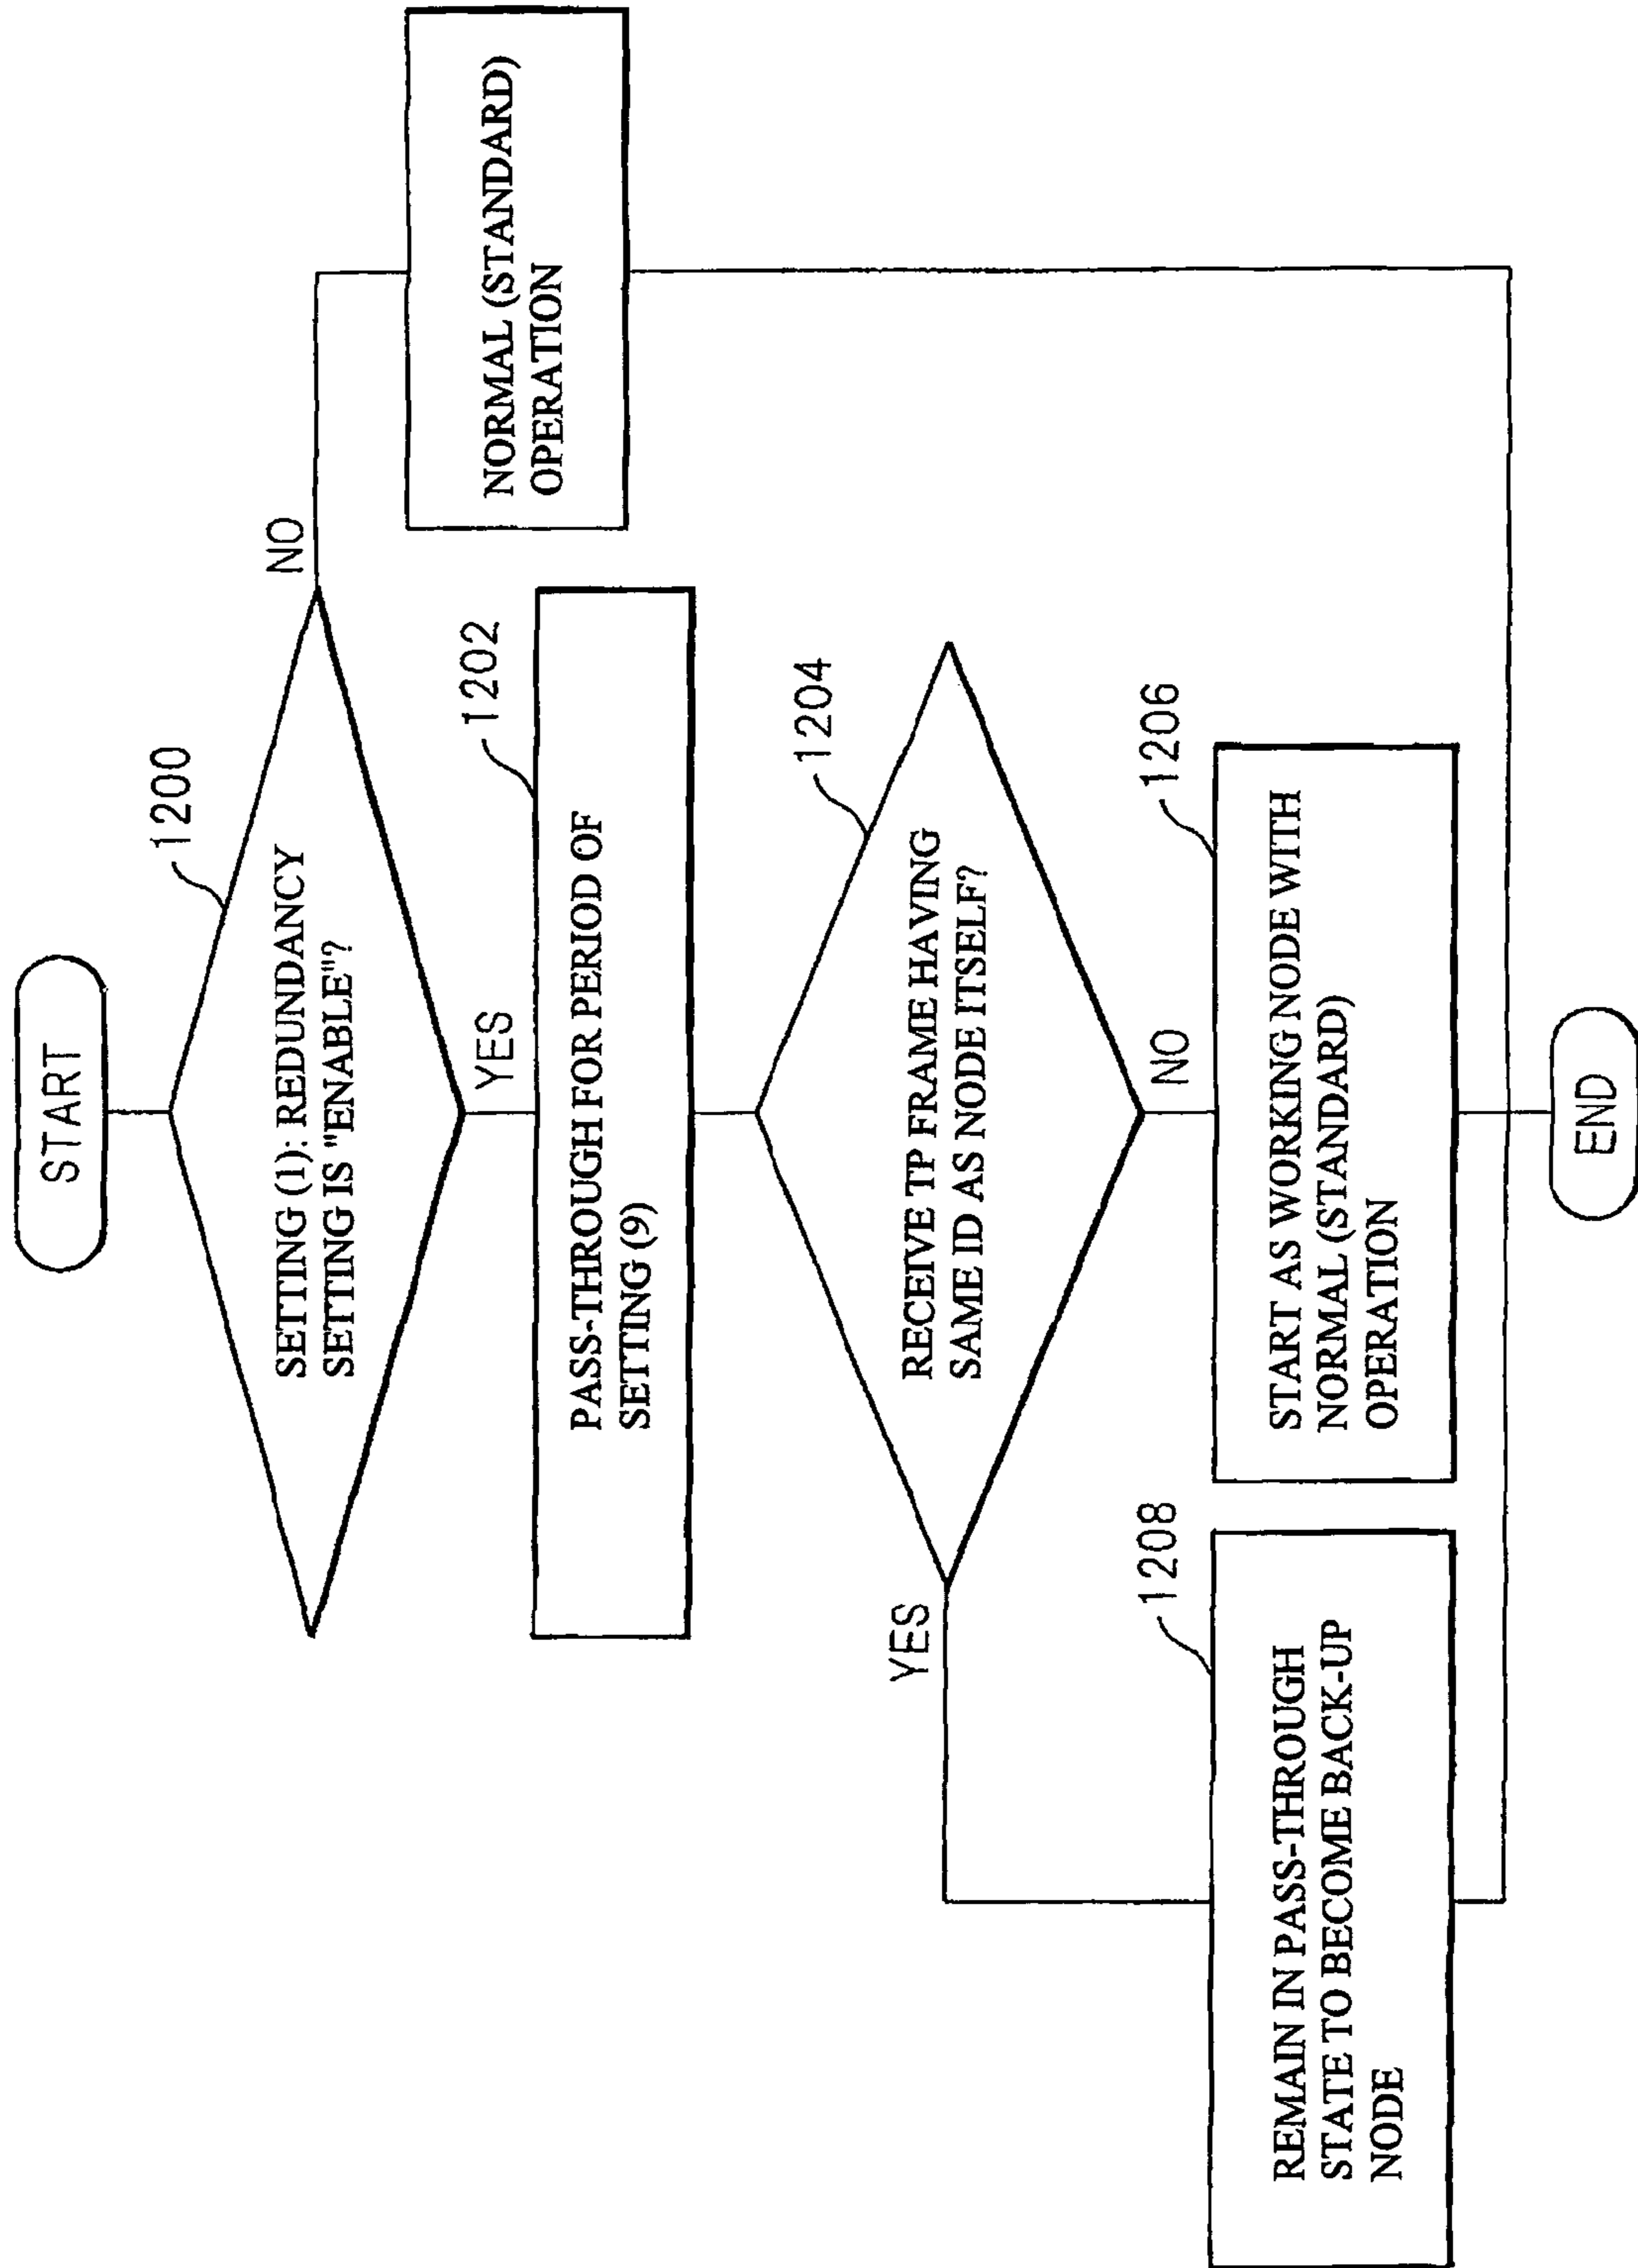 START
1200
SETTING (1): REDUNDANCY
SETTING IS "ENABLE"?
NO
YES
NORMAL (STANDARD)
OPERATION
1202
PASS-THROUGH FOR PERIOD OF
SETTING (9)
1204
RECEIVE TP FRAME HAVING
SAME ID AS NODE ITSELF?
YES
NO
1208
REMAIN IN PASS-THROUGH
STATE TO BECOME BACK-UP
NODE
1206
START AS WORKING NODE WITH
NORMAL (STANDARD)
OPERATION
END